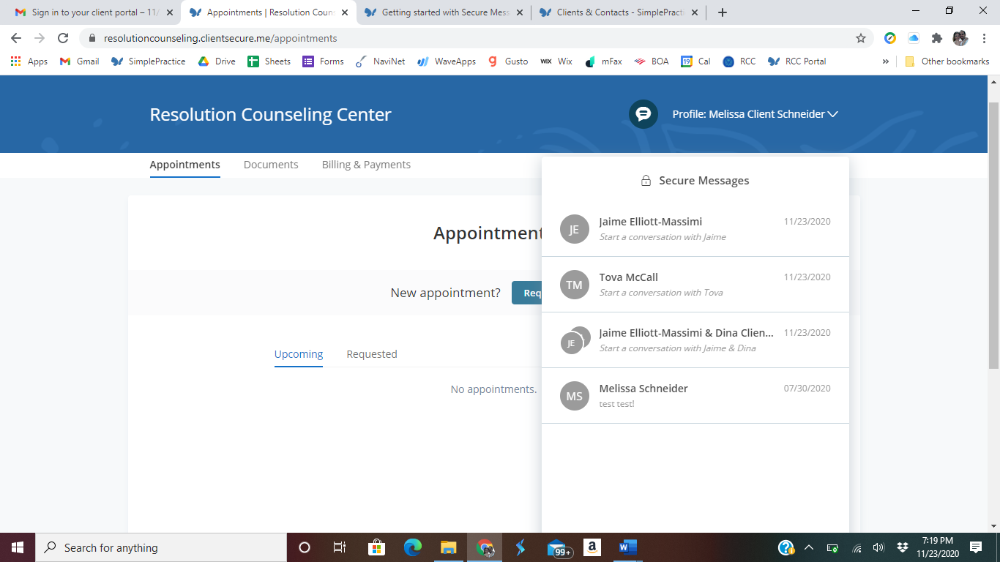 Sign in to your client portal – 11/
Appointments | Resolution Couns
Getting started with Secure Mess
Clients & Contacts - SimplePracti
resolutioncounseling.clientsecure.me/appointments
Apps
Gmail
SimplePractice
Drive
Sheets
Forms
NaviNet
WaveApps
Gusto
WIX Wix
mFax
BOA
19 Cal
RCC
RCC Portal
»
Other bookmarks
Resolution Counseling Center
Profile: Melissa Client Schneider
Appointments
Documents
Billing & Payments
Appointment
New appointment?
Req
Upcoming
Requested
No appointments.
Secure Messages
JE
Jaime Elliott-Massimi
11/23/2020
Start a conversation with Jaime
TM
Tova McCall
11/23/2020
Start a conversation with Tova
JE
Jaime Elliott-Massimi & Dina Clien...
11/23/2020
Start a conversation with Jaime & Dina
MS
Melissa Schneider
07/30/2020
test test!
Search for anything
99+
7:19 PM
11/23/2020